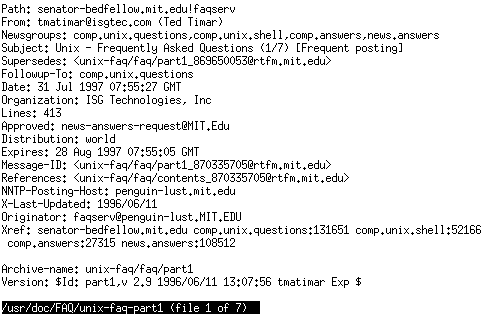 Path: senator-bedfellow.mit.edu!faqserv
From: tmatimar@isgtec.com (Ted Timar)
Newsgroups: comp.unix.questions,comp.unix.shell,comp.answers,news.answers
Subject: Unix - Frequently Asked Questions (1/7) [Frequent posting]
Supersedes: <unix-faq/faq/part1_869650053@rtfm.mit.edu>
Followup-To: comp.unix.questions
Date: 31 Jul 1997 07:55:27 GMT
Organization: ISG Technologies, Inc
Lines: 413
Approved: news-answers-request@MIT.Edu
Distribution: world
Expires: 28 Aug 1997 07:55:05 GMT
Message-ID: <unix-faq/faq/part1_870335705@rtfm.mit.edu>
References: <unix-faq/faq/contents_870335705@rtfm.mit.edu>
NNTP-Posting-Host: penguin-lust.mit.edu
X-Last-Updated: 1996/06/11
Originator: faqserv@penguin-lust.MIT.EDU
Xref: senator-bedfellow.mit.edu comp.unix.questions:131651 comp.unix.shell:52166
 comp.answers:27315 news.answers:108512
Archive-name: unix-faq/faq/part1
Version: $Id: part1,v 2.9 1996/06/11 13:07:56 tmatimar Exp $
/usr/doc/FAQ/unix-faq-part1 (file 1 of 7)